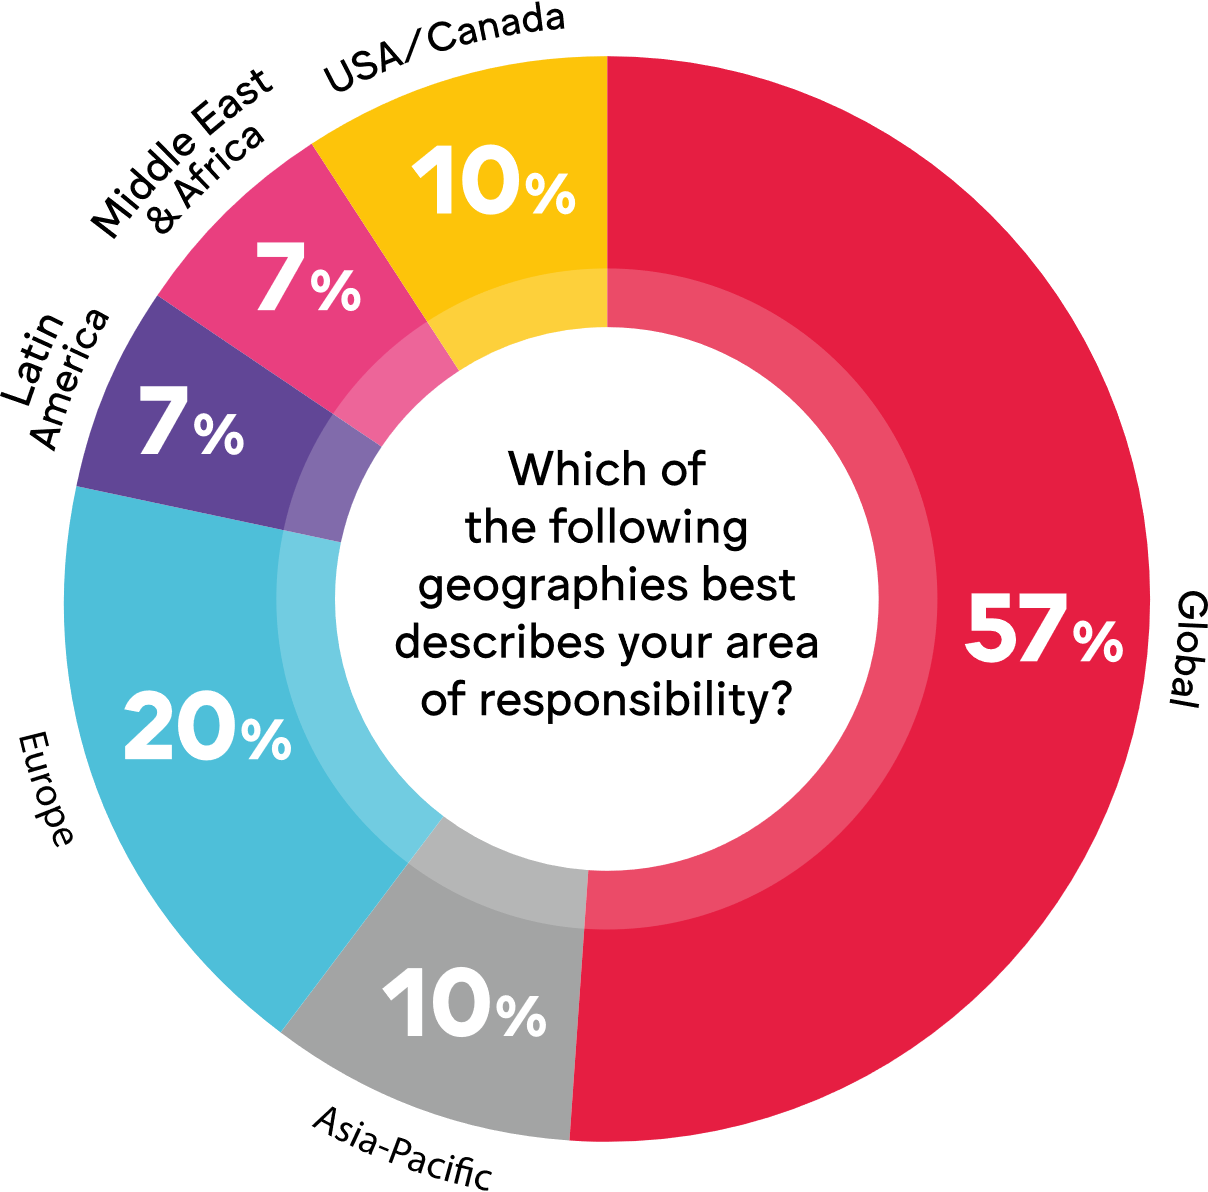 USA/Canada
10%
Middle East
& Africa
7%
Latin
America
7%
Which of
the following
geographies best
describes your area
of responsibility?
57%
Global
20%
Europe
10%
Asia-Pacific